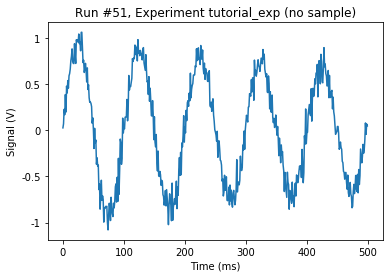 Run #51, Experiment tutorial_exp (no sample)
1
0.5
0
-0.5
-1
Signal (V)
0 100 200 300 400 500
Time (ms)